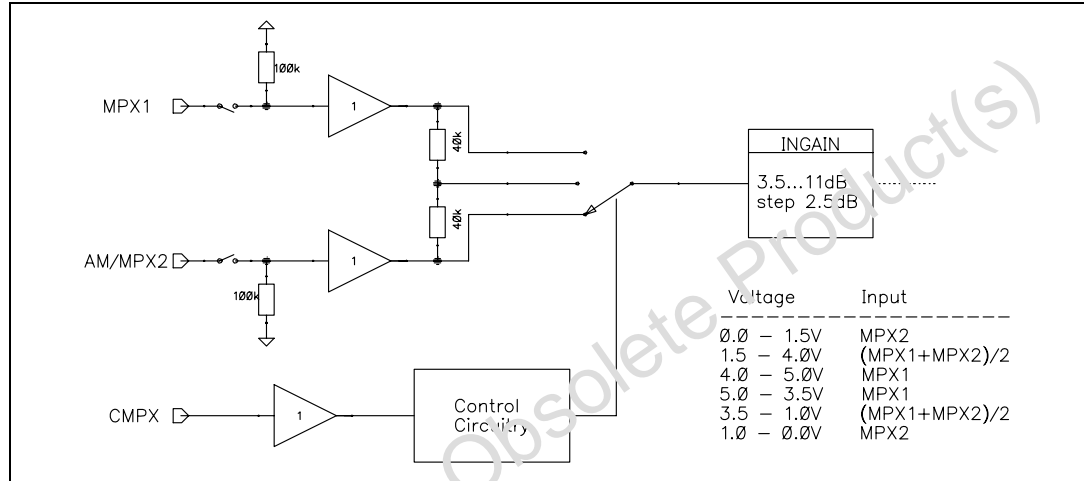 100k
MPX1
1
40k
INGAIN
3.5...11dB
step 2.5dB
40k
AM/MPX2
1
100k
Voltage Input
0.0 – 1.5V MPX2
1.5 – 4.0V (MPX1+MPX2)/2
4.0 – 5.0V MPX1
5.0 – 3.5V MPX1
3.5 – 1.0V (MPX1+MPX2)/2
1.0 – 0.0V MPX2
CMPX
1
Control
Circuitry
Obsolete Product(s)